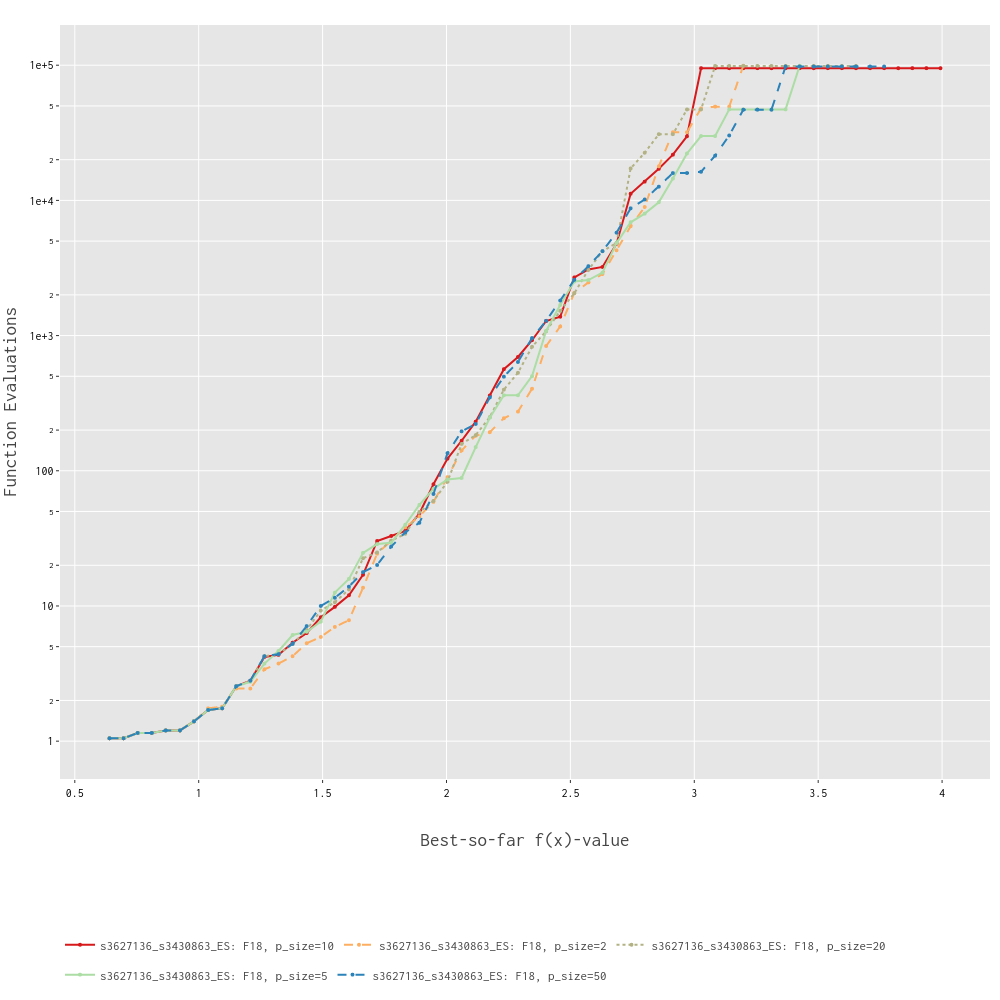 1e+5
5
2
1e+4
5
2
1e+3
5
2
100
5
2
10
5
2
1
Function Evaluations
0.5 1 1.5 2 2.5 3 3.5 4
Best-so-far f(x)-value
s3627136_s3430863_ES: F18, p_size=10 s3627136_s3430863_ES: F18, p_size=2 s3627136_s3430863_ES: F18, p_size=20
s3627136_s3430863_ES: F18, p_size=5 s3627136_s3430863_ES: F18, p_size=50